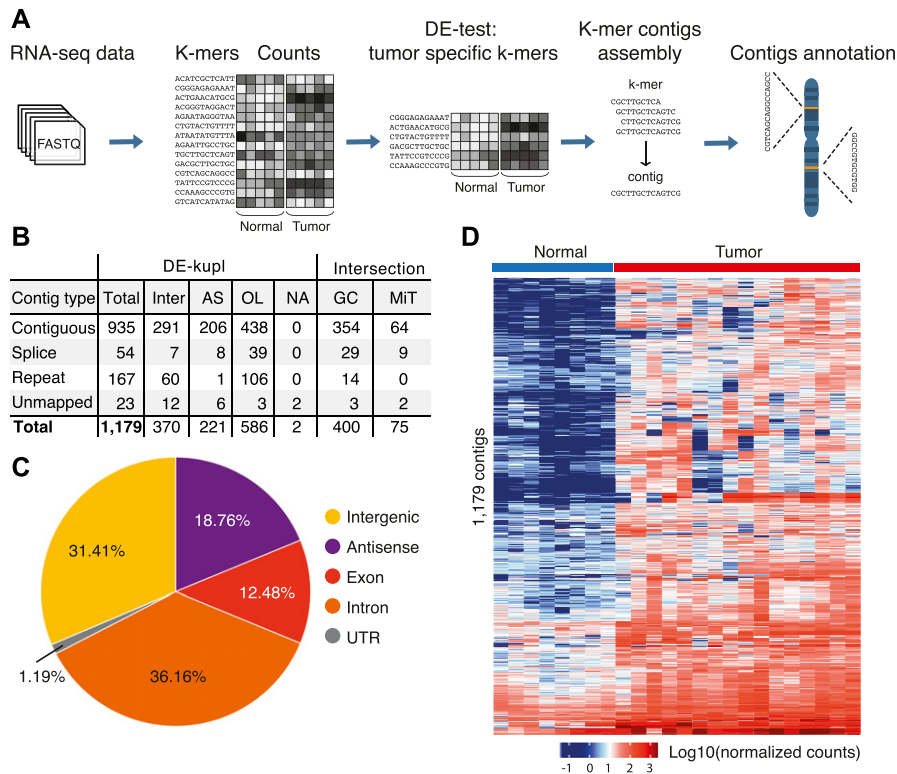 A
RNA-seq data
K-mers Counts
DE-test:
tumor specific k-mers
K-mer contigs
assembly
Contigs annotation
FASTQ
ACATCGCTCATT
CGGGAGAGAAAT
ACTGAACATGCG
ACGGGTAGGACT
AGAATAGGGTAA
CTGTACTGTTTT
ATAATATGTTTA
AGAATTGCCTGC
TGCTTGCTCAGT
GACGCTTGCTGC
CGTCAGCAGGCC
TATTCCGTCCCG
CCAAAGCCCGTG
GTCATCATATAG
Normal Tumor
CGGGAGAGAAAT
ACTGAACATGCG
CTGTACTGTTTT
GACGCTTGCTGC
TATTCCGTCCCG
CCAAAGCCCGTG
Normal Tumor
k-mer
CGCTTGCTCA
GCTTGCTCAGTC
CTTGCTCAGTCG
GCTTGCTCAGTCG
contig
CGCTTGCTCAGTCG
CGTCAGCAGGCCAGCC
GGCCGTGCGTGG
B
DE-kupl Intersection
Contig type Total Inter AS OL NA GC MiT
Contiguous 935 291 206 438 0 354 64
Splice 54 7 8 39 0 29 9
Repeat 167 60 1 106 0 14 0
Unmapped 23 12 6 3 2 3 2
Total 1,179 370 221 586 2 400 75
C
31.41%
18.76%
12.48%
36.16%
1.19%
Intergenic
Antisense
Exon
Intron
UTR
D
Normal Tumor
1,179 contigs
-1 0 1 2 3
Log10(normalized counts)